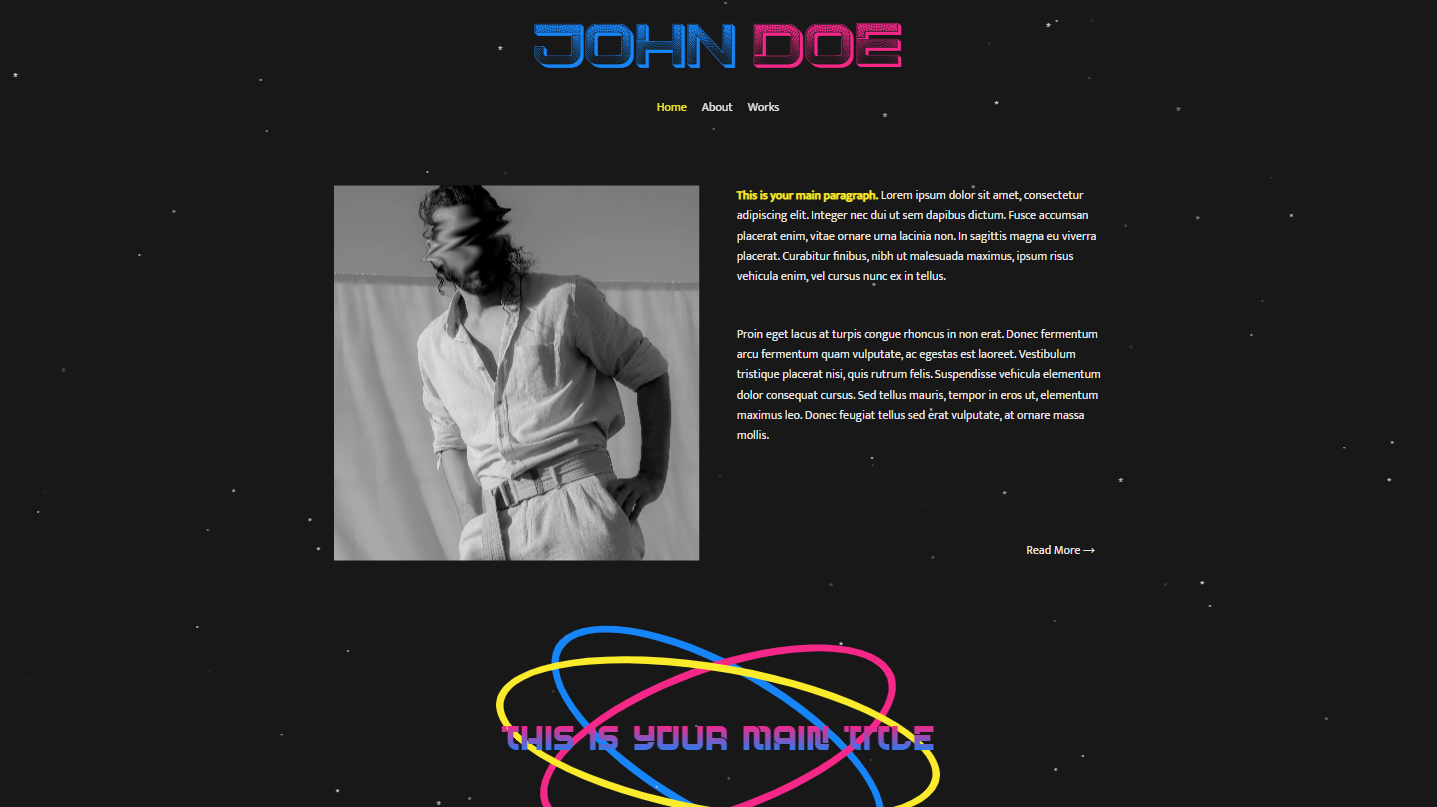 JOHN DOE
Home About Works
This is your main paragraph. Lorem ipsum dolor sit amet, consectetur
adipiscing elit. Integer nec dui ut sem dapibus dictum. Fusce accumsan
placerat enim, vitae ornare urna lacinia non. In sagittis magna eu viverra
placerat. Curabitur finibus, nibh ut malesuada maximus, ipsum risus
vehicula enim, vel cursus nunc ex in tellus.
Proin eget lacus at turpis congue rhoncus in non erat. Donec fermentum
arcu fermentum quam vulputate, ac egestas est laoreet. Vestibulum
tristique placerat nisi, quis rutrum felis. Suspendisse vehicula elementum
dolor consequat cursus. Sed tellus mauris, tempor in eros ut, elementum
maximus leo. Donec feugiat tellus sed erat vulputate, at ornare massa
mollis.
Read More →
THIS IS YOUR MAIN TITLE